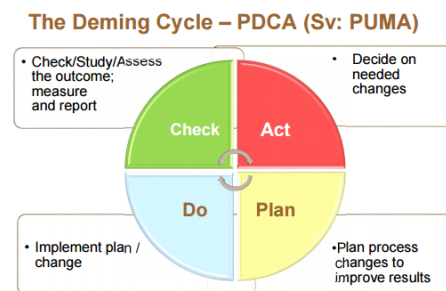 The Deming Cycle – PDCA (Sv: PUMA)
• Check/Study/Assess
the outcome;
measure
and report
• Decide on
needed
changes
Check
Act
Do
Plan
• Implement plan /
change
•Plan process
changes to
improve results